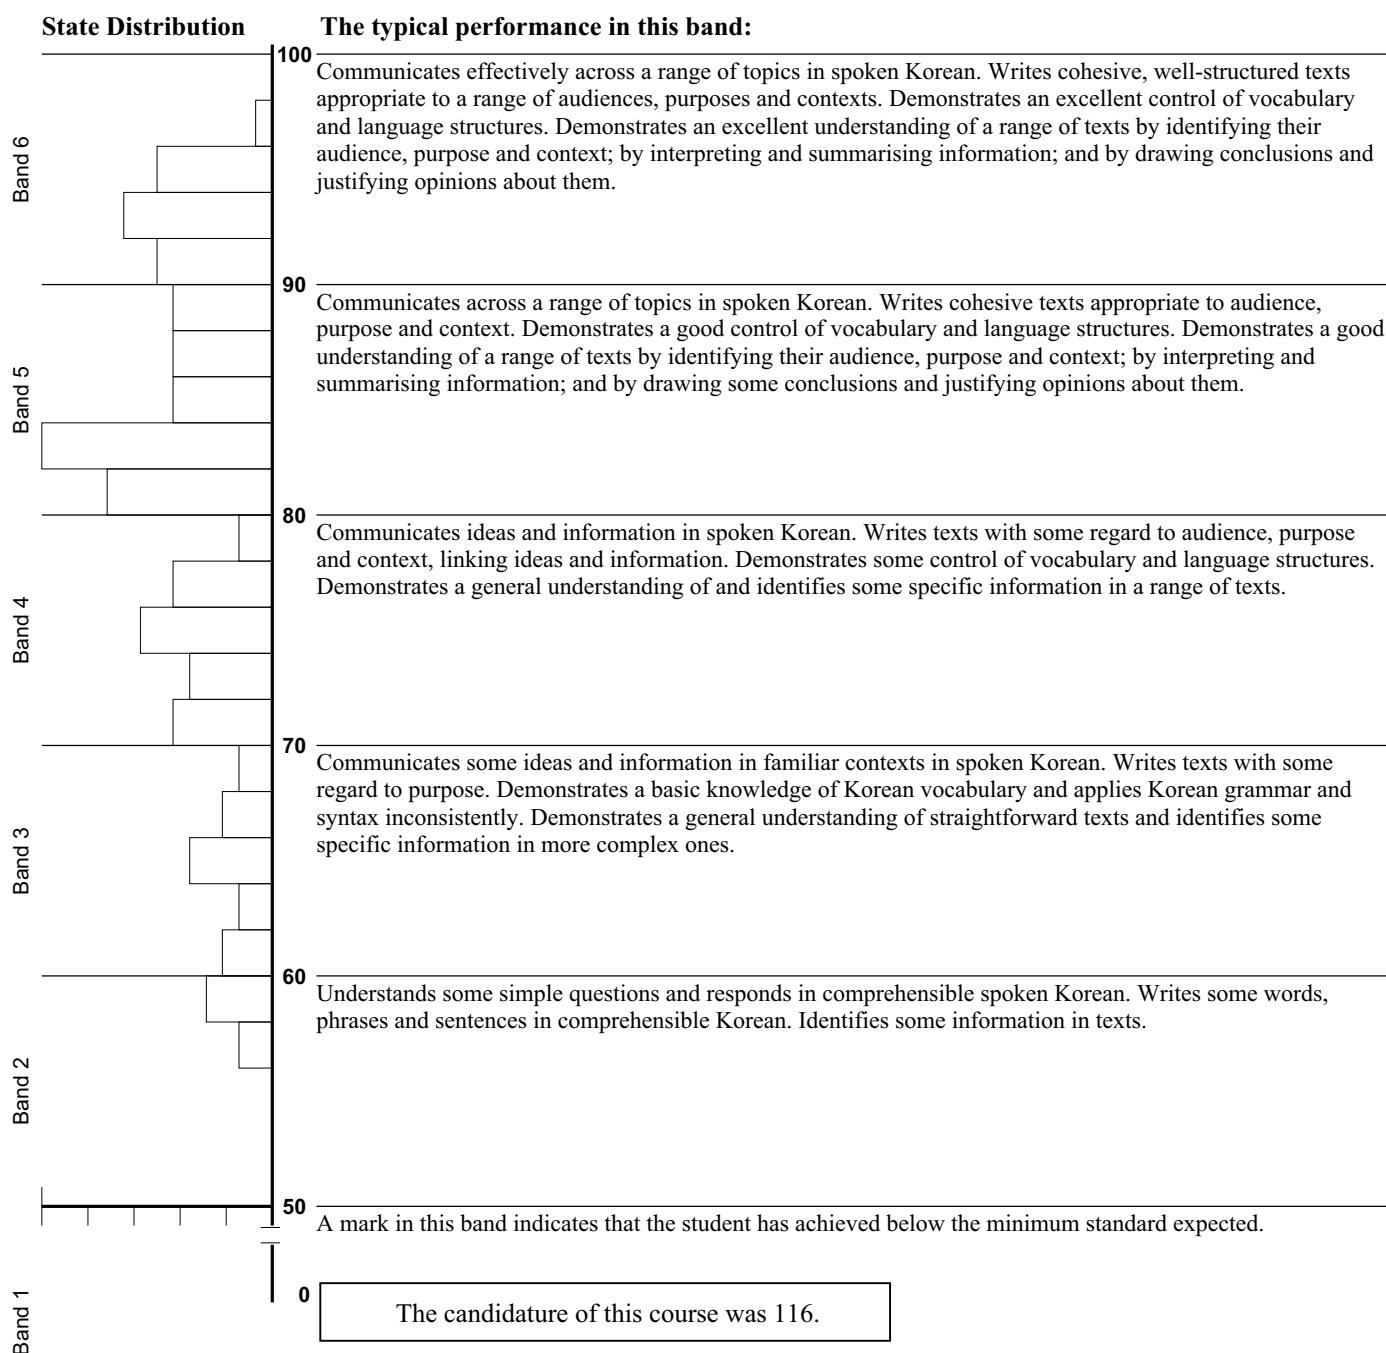 State Distribution
The typical performance in this band:
100
Band 6
Communicates effectively across a range of topics in spoken Korean. Writes cohesive, well-structured texts
appropriate to a range of audiences, purposes and contexts. Demonstrates an excellent control of vocabulary
and language structures. Demonstrates an excellent understanding of a range of texts by identifying their
audience, purpose and context; by interpreting and summarising information; and by drawing conclusions and
justifying opinions about them.
90
Band 5
Communicates across a range of topics in spoken Korean. Writes cohesive texts appropriate to audience,
purpose and context. Demonstrates a good control of vocabulary and language structures. Demonstrates a good
understanding of a range of texts by identifying their audience, purpose and context; by interpreting and
summarising information; and by drawing some conclusions and justifying opinions about them.
80
Band 4
Communicates ideas and information in spoken Korean. Writes texts with some regard to audience, purpose
and context, linking ideas and information. Demonstrates some control of vocabulary and language structures.
Demonstrates a general understanding of and identifies some specific information in a range of texts.
70
Band 3
Communicates some ideas and information in familiar contexts in spoken Korean. Writes texts with some
regard to purpose. Demonstrates a basic knowledge of Korean vocabulary and applies Korean grammar and
syntax inconsistently. Demonstrates a general understanding of straightforward texts and identifies some
specific information in more complex ones.
60
Band 2
Understands some simple questions and responds in comprehensible spoken Korean. Writes some words,
phrases and sentences in comprehensible Korean. Identifies some information in texts.
50
Band 1
A mark in this band indicates that the student has achieved below the minimum standard expected.
0
The candidature of this course was 116.